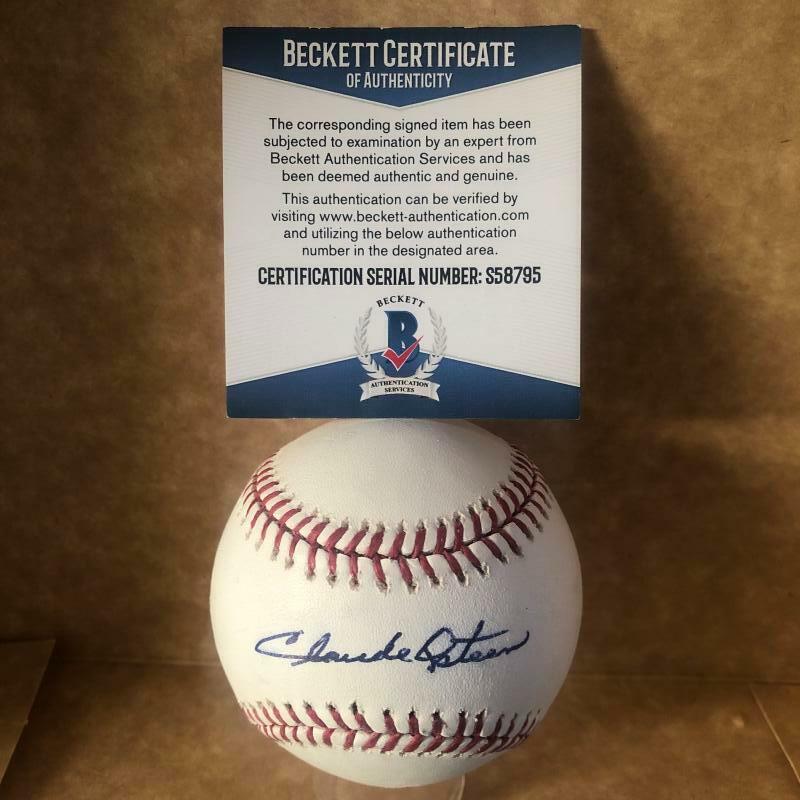 BECKETT CERTIFICATE
OF AUTHENTICITY
The corresponding signed item has been
subjected to examination by an expert from
Beckett Authentication Services and has
been deemed authentic and genuine.
This authentication can be verified by
visiting www.beckett-authentication.com
and utilizing the below authentication
number in the designated area.
CERTIFICATION SERIAL NUMBER: S58795
BECKETT
B
AUTHENTICATION
SERVICES
Claude Osteen